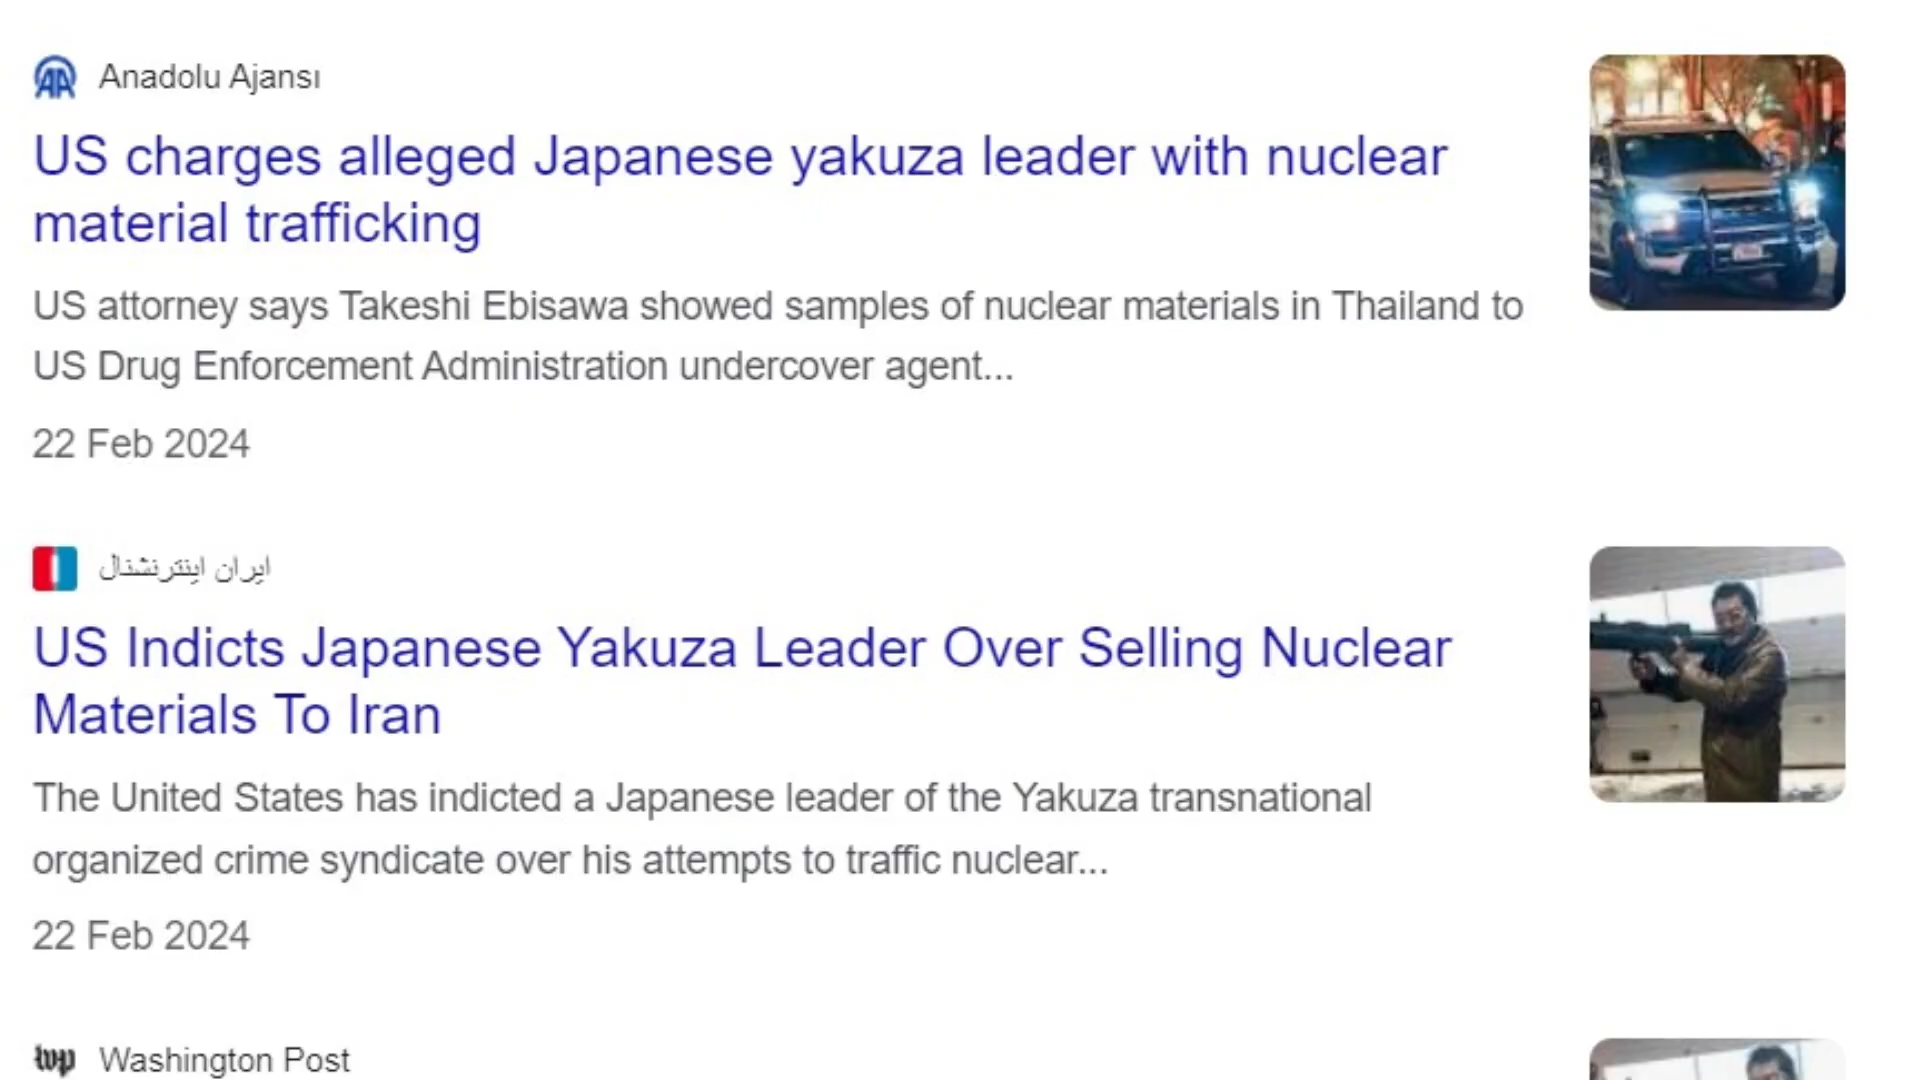 Anadolu Ajansı
US charges alleged Japanese yakuza leader with nuclear
material trafficking
US attorney says Takeshi Ebisawa showed samples of nuclear materials in Thailand to
US Drug Enforcement Administration undercover agent...
22 Feb 2024
ایران اینترنشنال
US Indicts Japanese Yakuza Leader Over Selling Nuclear
Materials To Iran
The United States has indicted a Japanese leader of the Yakuza transnational
organized crime syndicate over his attempts to traffic nuclear...
22 Feb 2024
wp Washington Post